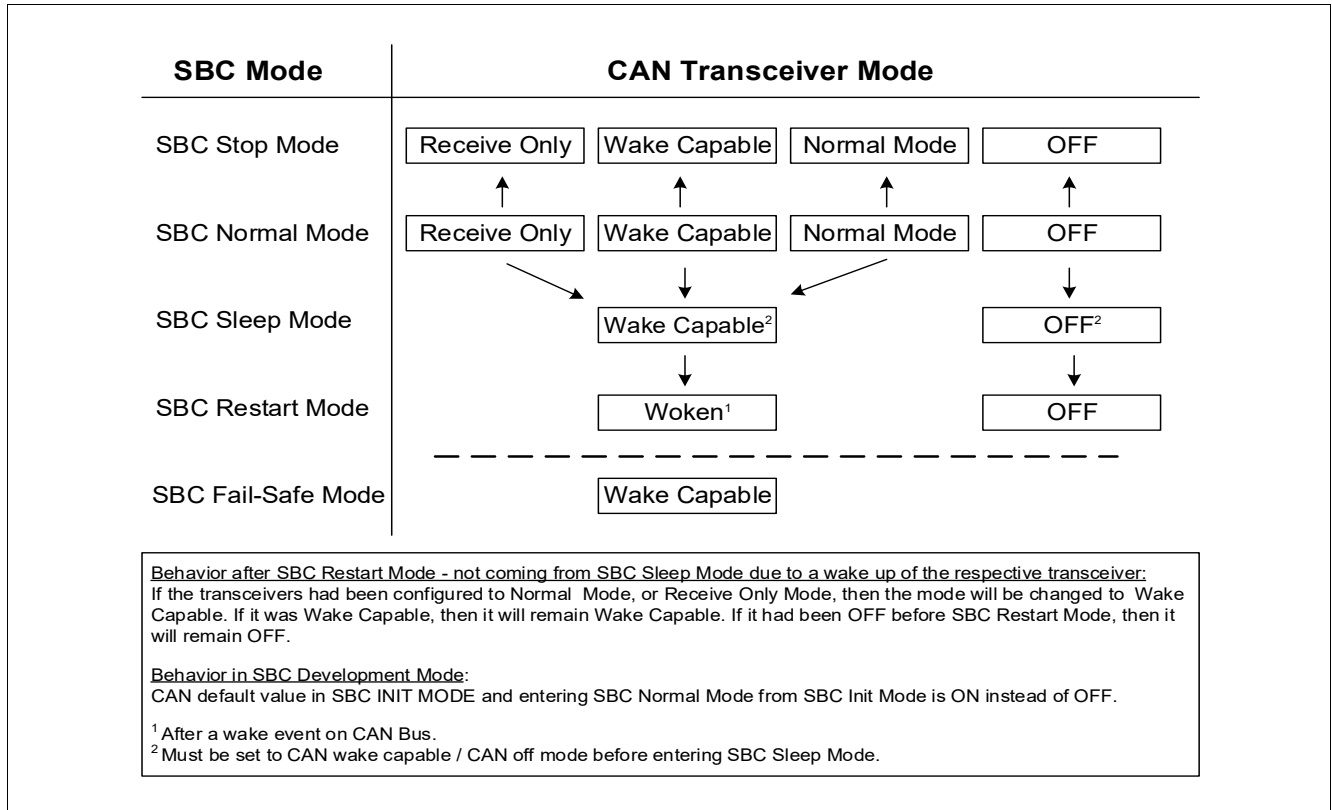 SBC Mode CAN Transceiver Mode
SBC Stop Mode Receive Only Wake Capable Normal Mode OFF
SBC Normal Mode Receive Only Wake Capable Normal Mode OFF
SBC Sleep Mode Wake Capable² OFF²
SBC Restart Mode Woken¹ OFF
SBC Fail-Safe Mode Wake Capable
Behavior after SBC Restart Mode - not coming from SBC Sleep Mode due to a wake up of the respective transceiver:
If the transceivers had been configured to Normal Mode, or Receive Only Mode, then the mode will be changed to Wake
Capable. If it was Wake Capable, then it will remain Wake Capable. If it had been OFF before SBC Restart Mode, then it
will remain OFF.
Behavior in SBC Development Mode:
CAN default value in SBC INIT MODE and entering SBC Normal Mode from SBC Init Mode is ON instead of OFF.
¹ After a wake event on CAN Bus.
² Must be set to CAN wake capable / CAN off mode before entering SBC Sleep Mode.